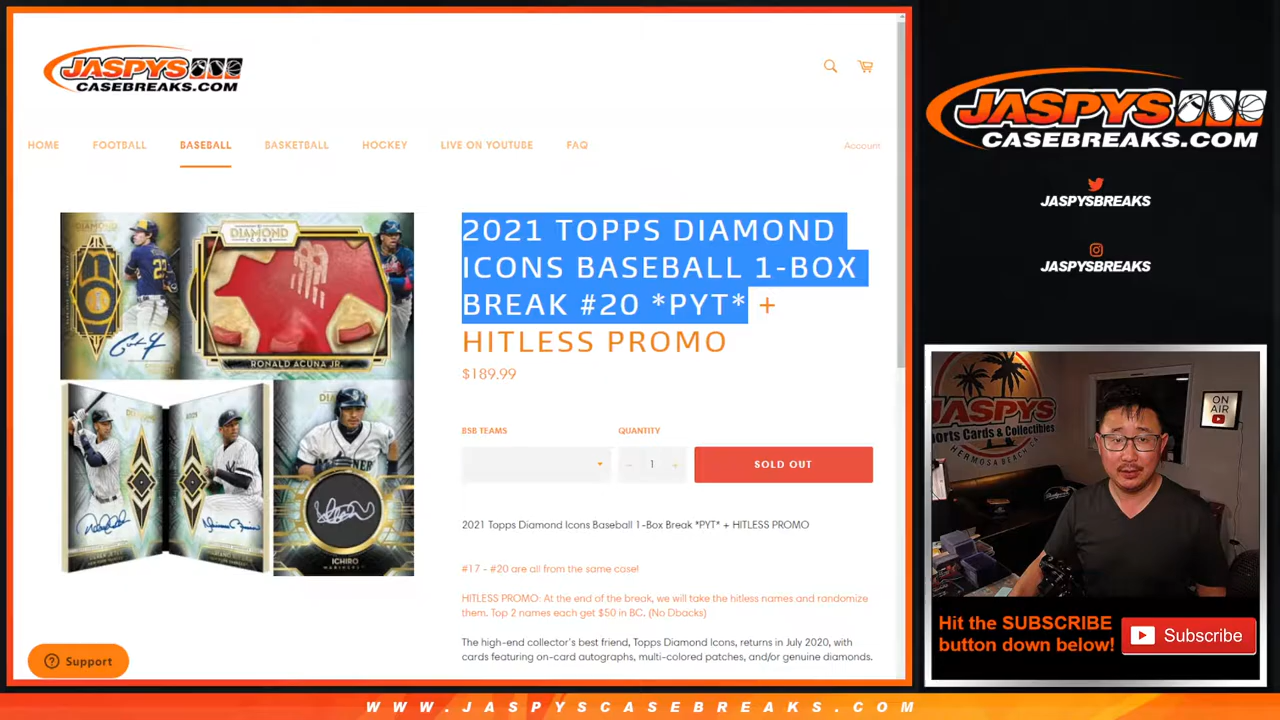 JASPYS
CASEBREAKS.COM
HOME
FOOTBALL
BASEBALL
BASKETBALL
HOCKEY
LIVE ON YOUTUBE
FAQ
Account
DIAMOND
RONALD ACUNA JR.
ICHIRO
MARINERS
2021 TOPPS DIAMOND
ICONS BASEBALL 1-BOX
BREAK #20 *PYT* +
HITLESS PROMO
$189.99
BSB TEAMS
QUANTITY
− 1 +
SOLD OUT
2021 Topps Diamond Icons Baseball 1-Box Break *PYT* + HITLESS PROMO
#17 - #20 are all from the same case!
HITLESS PROMO: At the end of the break, we will take the hitless names and randomize
them. Top 2 names each get $50 in BC. (No Dbacks)
The high-end collector's best friend, Topps Diamond Icons, returns in July 2020, with
cards featuring on-card autographs, multi-colored patches, and/or genuine diamonds.
Support
JASPYS
CASEBREAKS.COM
JASPYSBREAKS
JASPYSBREAKS
JASPYS
Sports Cards & Collectibles
HERMOSA BEACH
ON
AIR
Hit the SUBSCRIBE
button down below!
Subscribe
WWW.JASPYSCASEBREAKS.COM